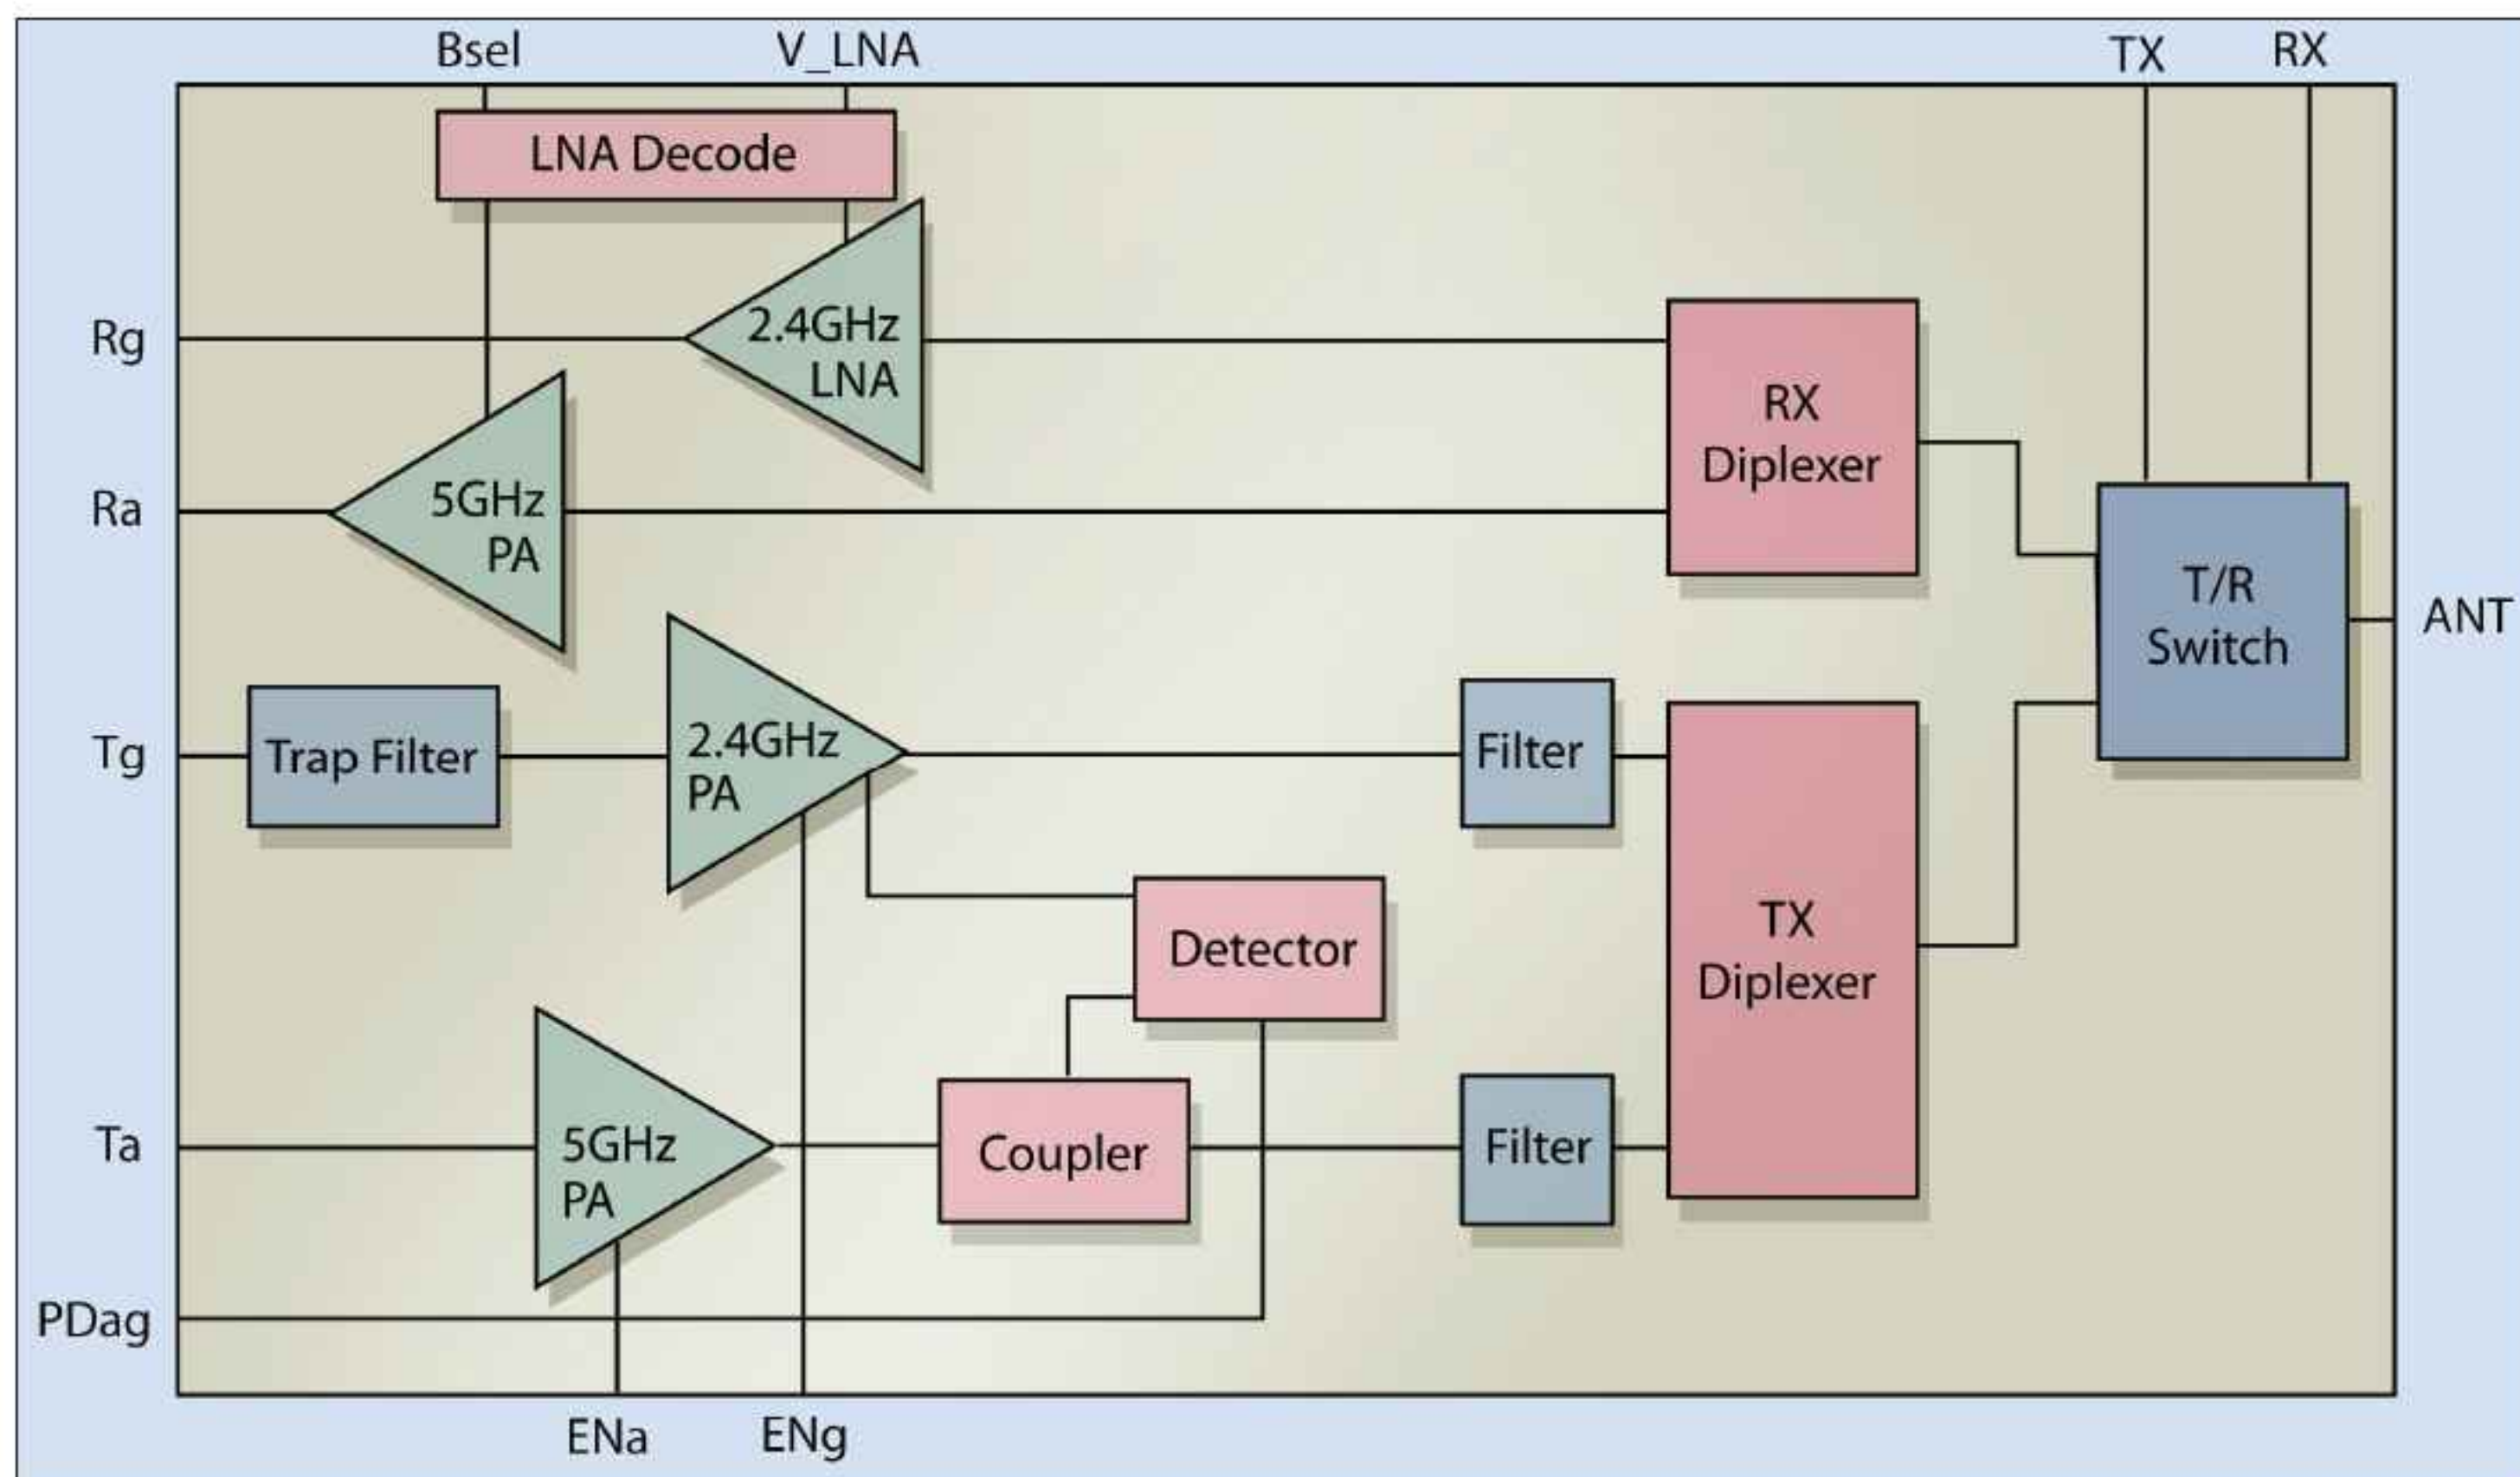 Bsel
V_LNA
TX
RX
LNA Decode
Rg
2.4GHz
LNA
RX
Diplexer
Ra
5GHz
PA
T/R
Switch
ANT
Tg
Trap Filter
2.4GHz
PA
Filter
Detector
TX
Diplexer
Ta
5GHz
PA
Coupler
Filter
PDag
ENa
ENg